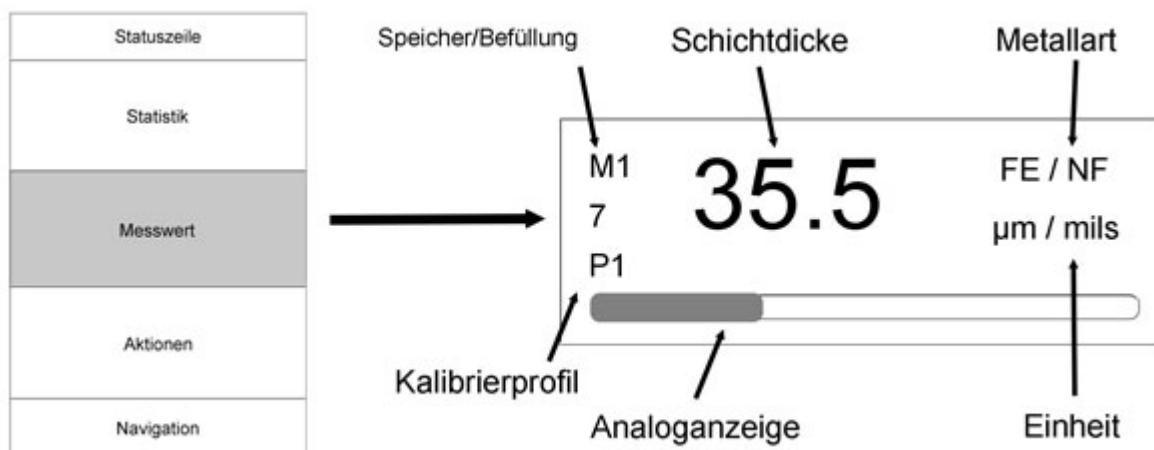 Statuszeile
Statistik
Messwert
Aktionen
Navigation
Speicher/Befüllung
Schichtdicke
Metallart
M1
35.5
FE / NF
7
µm / mils
P1
Kalibrierprofil
Analoganzeige
Einheit